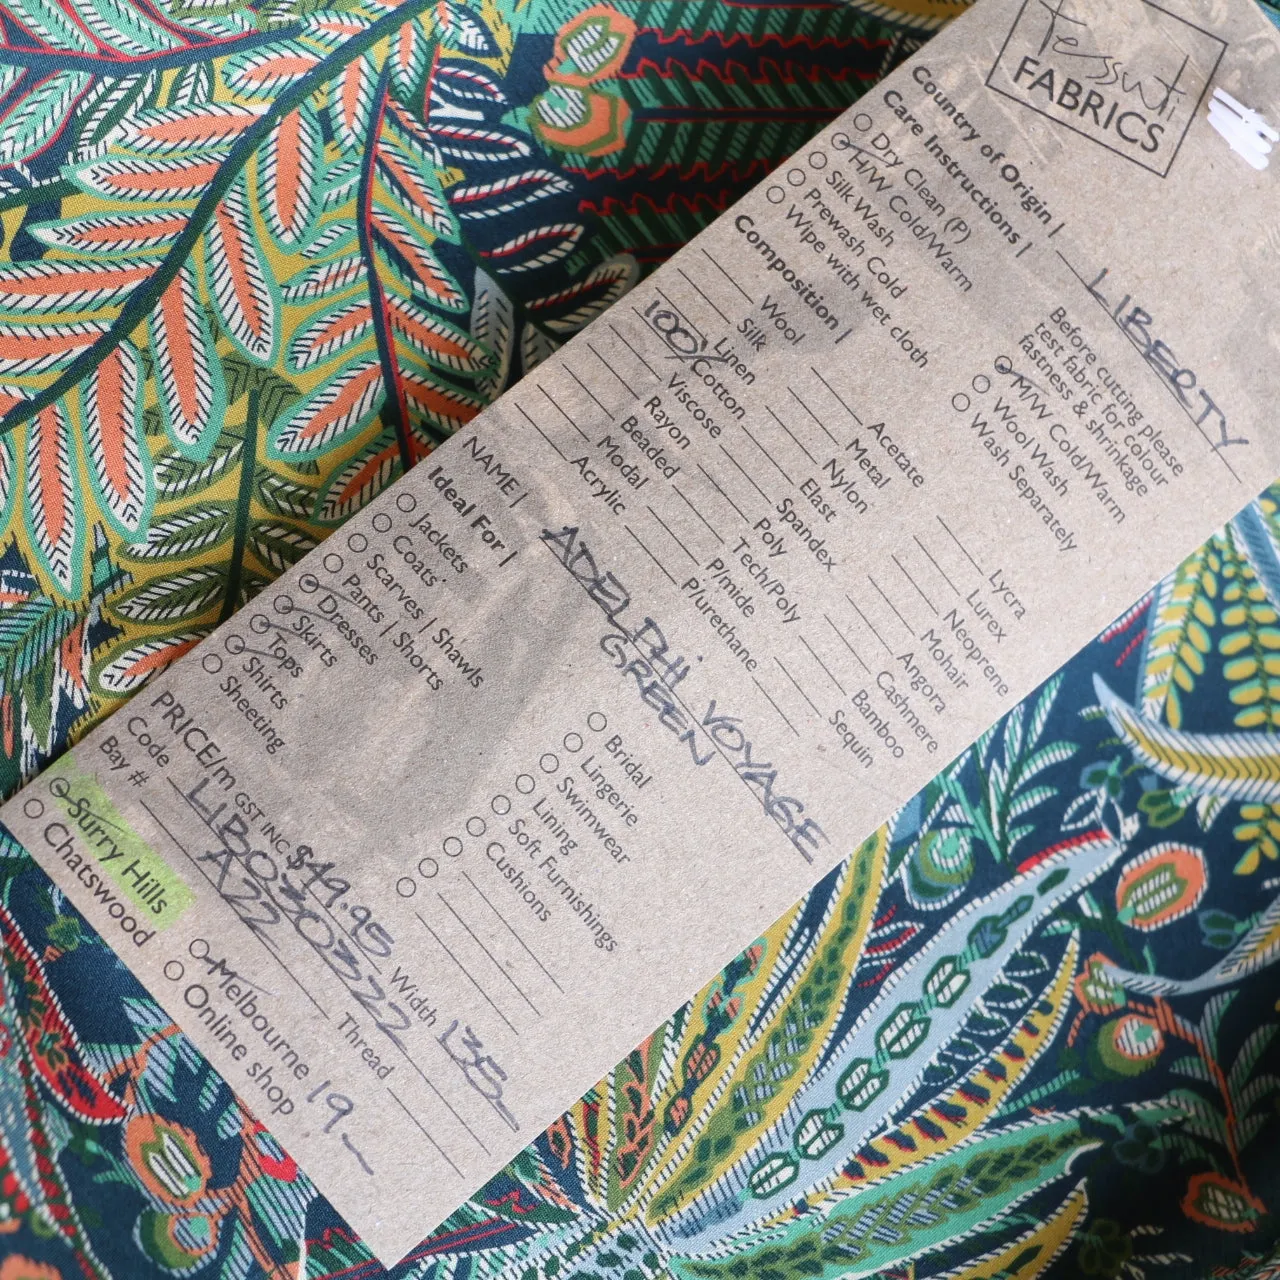 Tessuti
FABRICS
Country of Origin | LIBERTY
Care Instructions |
Dry Clean (P)
H/W Cold/Warm
Silk Wash
Prewash Cold
Wipe with wet cloth
Before cutting please
test fabric for colour
fastness & shrinkage
M/W Cold/Warm
Wool Wash
Wash Separately
Composition |
Wool
Silk
Linen
100% Cotton
Viscose
Rayon
Beaded
Modal
Acrylic
Acetate
Metal
Nylon
Elast
Spandex
Poly
Tech/Poly
P/mide
P/urethane
Lycra
Lurex
Neoprene
Mohair
Angora
Cashmere
Bamboo
Sequin
NAME | ADELPHI VOYAGE
GREEN
Ideal For |
Jackets
Coats
Scarves | Shawls
Pants | Shorts
Dresses
Skirts
Tops
Shirts
Sheeting
Bridal
Lingerie
Swimwear
Lining
Soft Furnishings
Cushions
PRICE/m GST INC $49.95 Width 135
Code LIB030322
Bay # A22 Thread
Surry Hills
Chatswood
Melbourne 19
Online shop